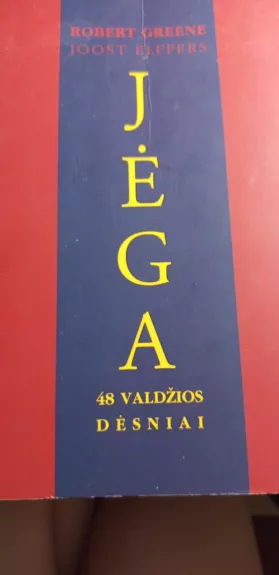 ROBERT GREENE
JOOST ELFFERS
JĖGA
48 VALDŽIOS
DĖSNIAI